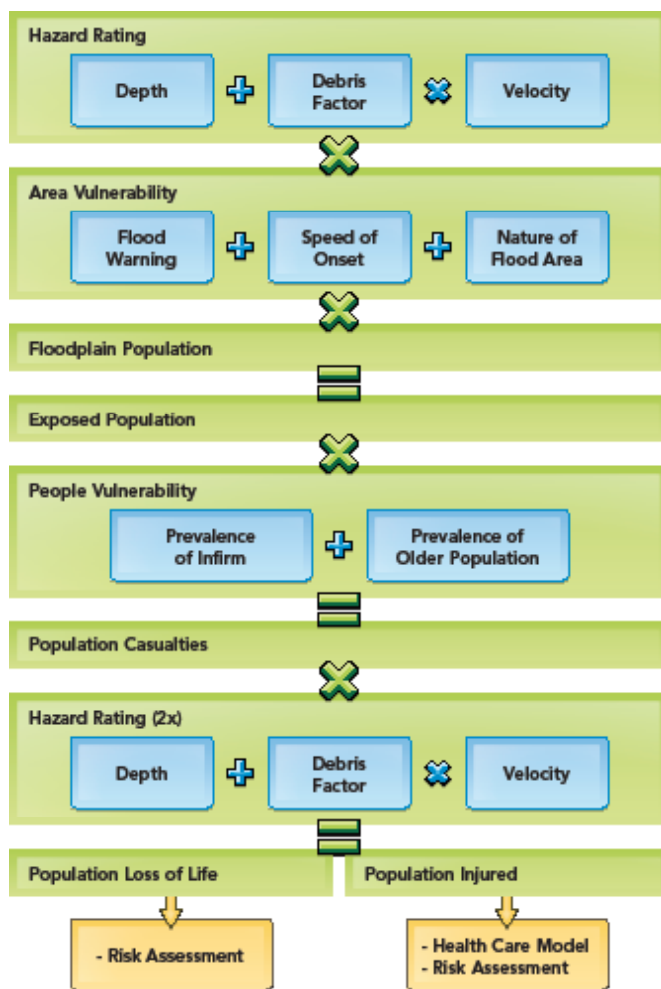 Hazard Rating
Depth
Debris
Factor
Velocity
Area Vulnerability
Flood
Warning
Speed of
Onset
Nature of
Flood Area
Floodplain Population
Exposed Population
People Vulnerability
Prevalence
of Infirm
Prevalence of
Older Population
Population Casualties
Hazard Rating (2x)
Depth
Debris
Factor
Velocity
Population Loss of Life
Population Injured
- Risk Assessment
- Health Care Model
- Risk Assessment